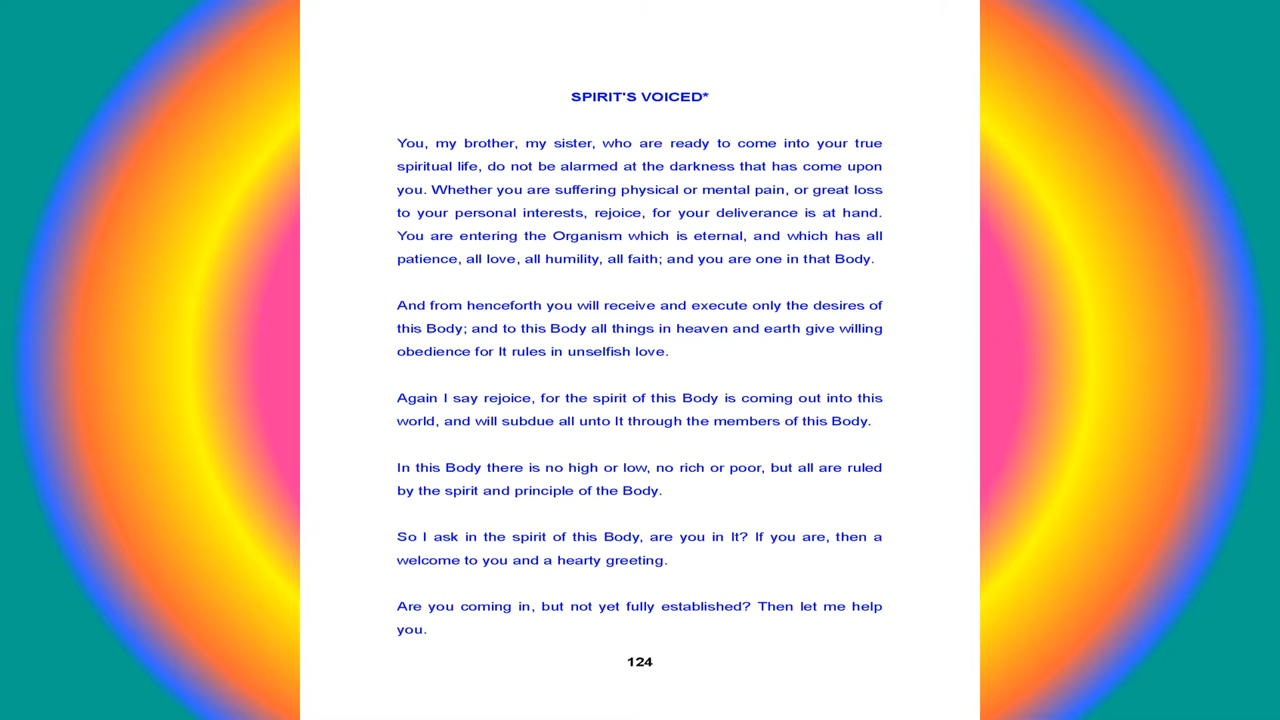 SPIRIT'S VOICED*
You, my brother, my sister, who are ready to come into your true
spiritual life, do not be alarmed at the darkness that has come upon
you. Whether you are suffering physical or mental pain, or great loss
to your personal interests, rejoice, for your deliverance is at hand.
You are entering the Organism which is eternal, and which has all
patience, all love, all humility, all faith; and you are one in that Body.
And from henceforth you will receive and execute only the desires of
this Body; and to this Body all things in heaven and earth give willing
obedience for It rules in unselfish love.
Again I say rejoice, for the spirit of this Body is coming out into this
world, and will subdue all unto It through the members of this Body.
In this Body there is no high or low, no rich or poor, but all are ruled
by the spirit and principle of the Body.
So I ask in the spirit of this Body, are you in It? If you are, then a
welcome to you and a hearty greeting.
Are you coming in, but not yet fully established? Then let me help
you.
124